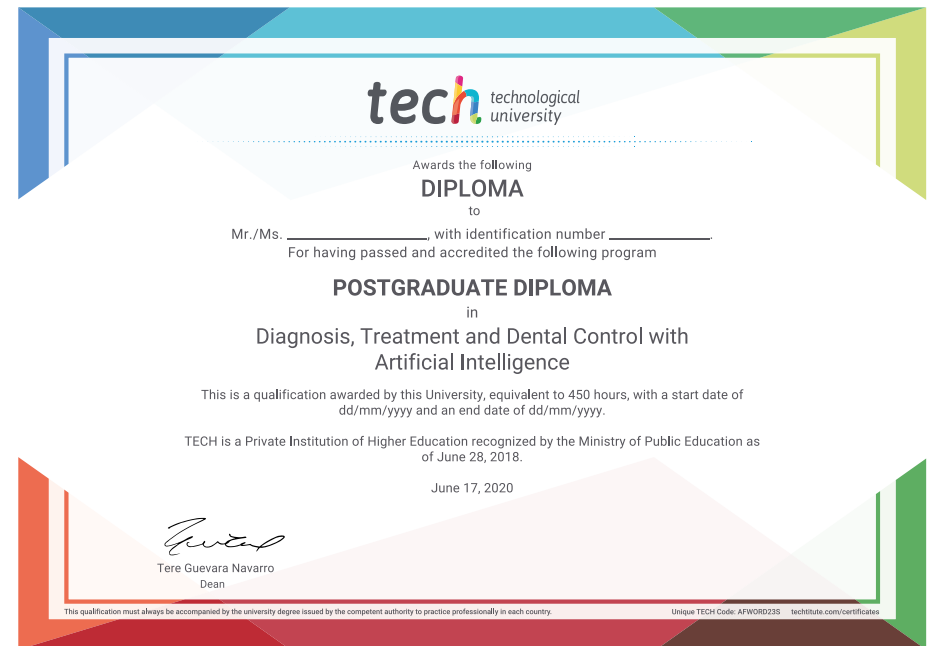 tech technological
university
Awards the following
DIPLOMA
to
Mr./Ms. ____________________, with identification number ______________.
For having passed and accredited the following program
POSTGRADUATE DIPLOMA
in
Diagnosis, Treatment and Dental Control with
Artificial Intelligence
This is a qualification awarded by this University, equivalent to 450 hours, with a start date of
dd/mm/yyyy and an end date of dd/mm/yyyy.
TECH is a Private Institution of Higher Education recognized by the Ministry of Public Education as
of June 28, 2018.
June 17, 2020
Tere Guevara Navarro
Dean
This qualification must always be accompanied by the university degree issued by the competent authority to practice professionally in each country. Unique TECH Code: AFWORD23S techtitute.com/certificates